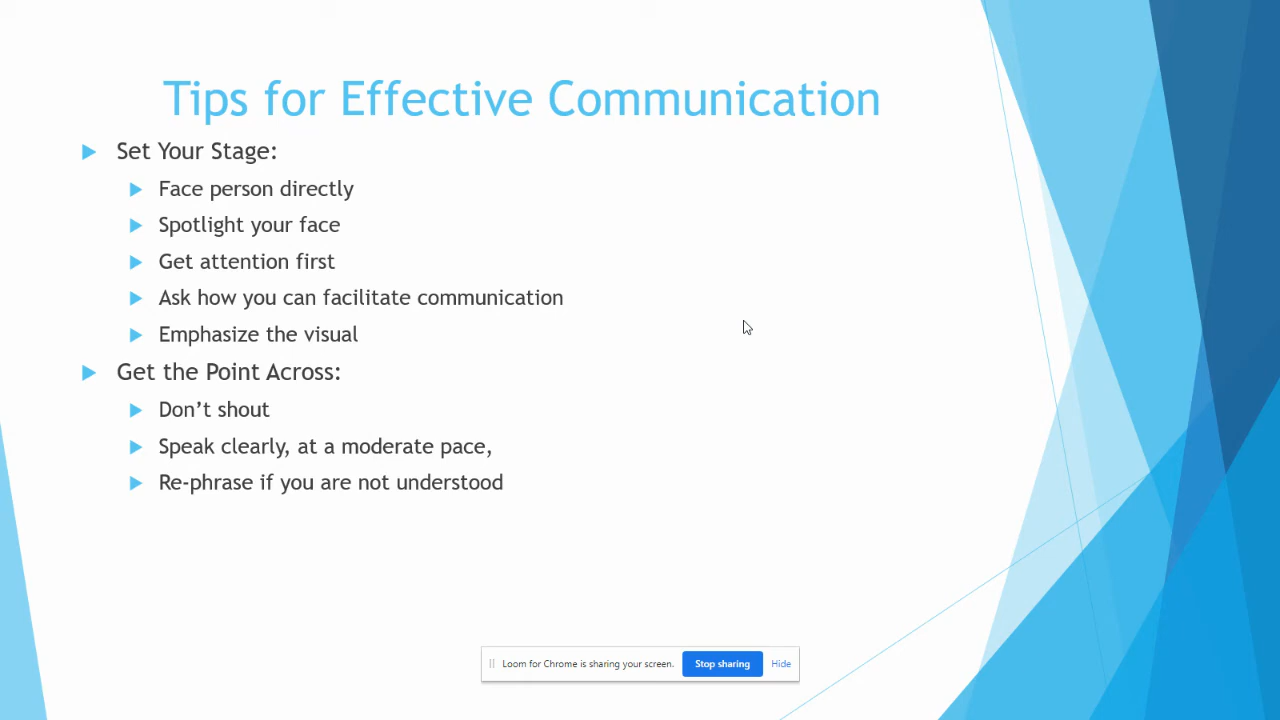 Tips for Effective Communication
Set Your Stage:
Face person directly
Spotlight your face
Get attention first
Ask how you can facilitate communication
Emphasize the visual
Get the Point Across:
Don’t shout
Speak clearly, at a moderate pace,
Re-phrase if you are not understood
Loom for Chrome is sharing your screen. Stop sharing Hide